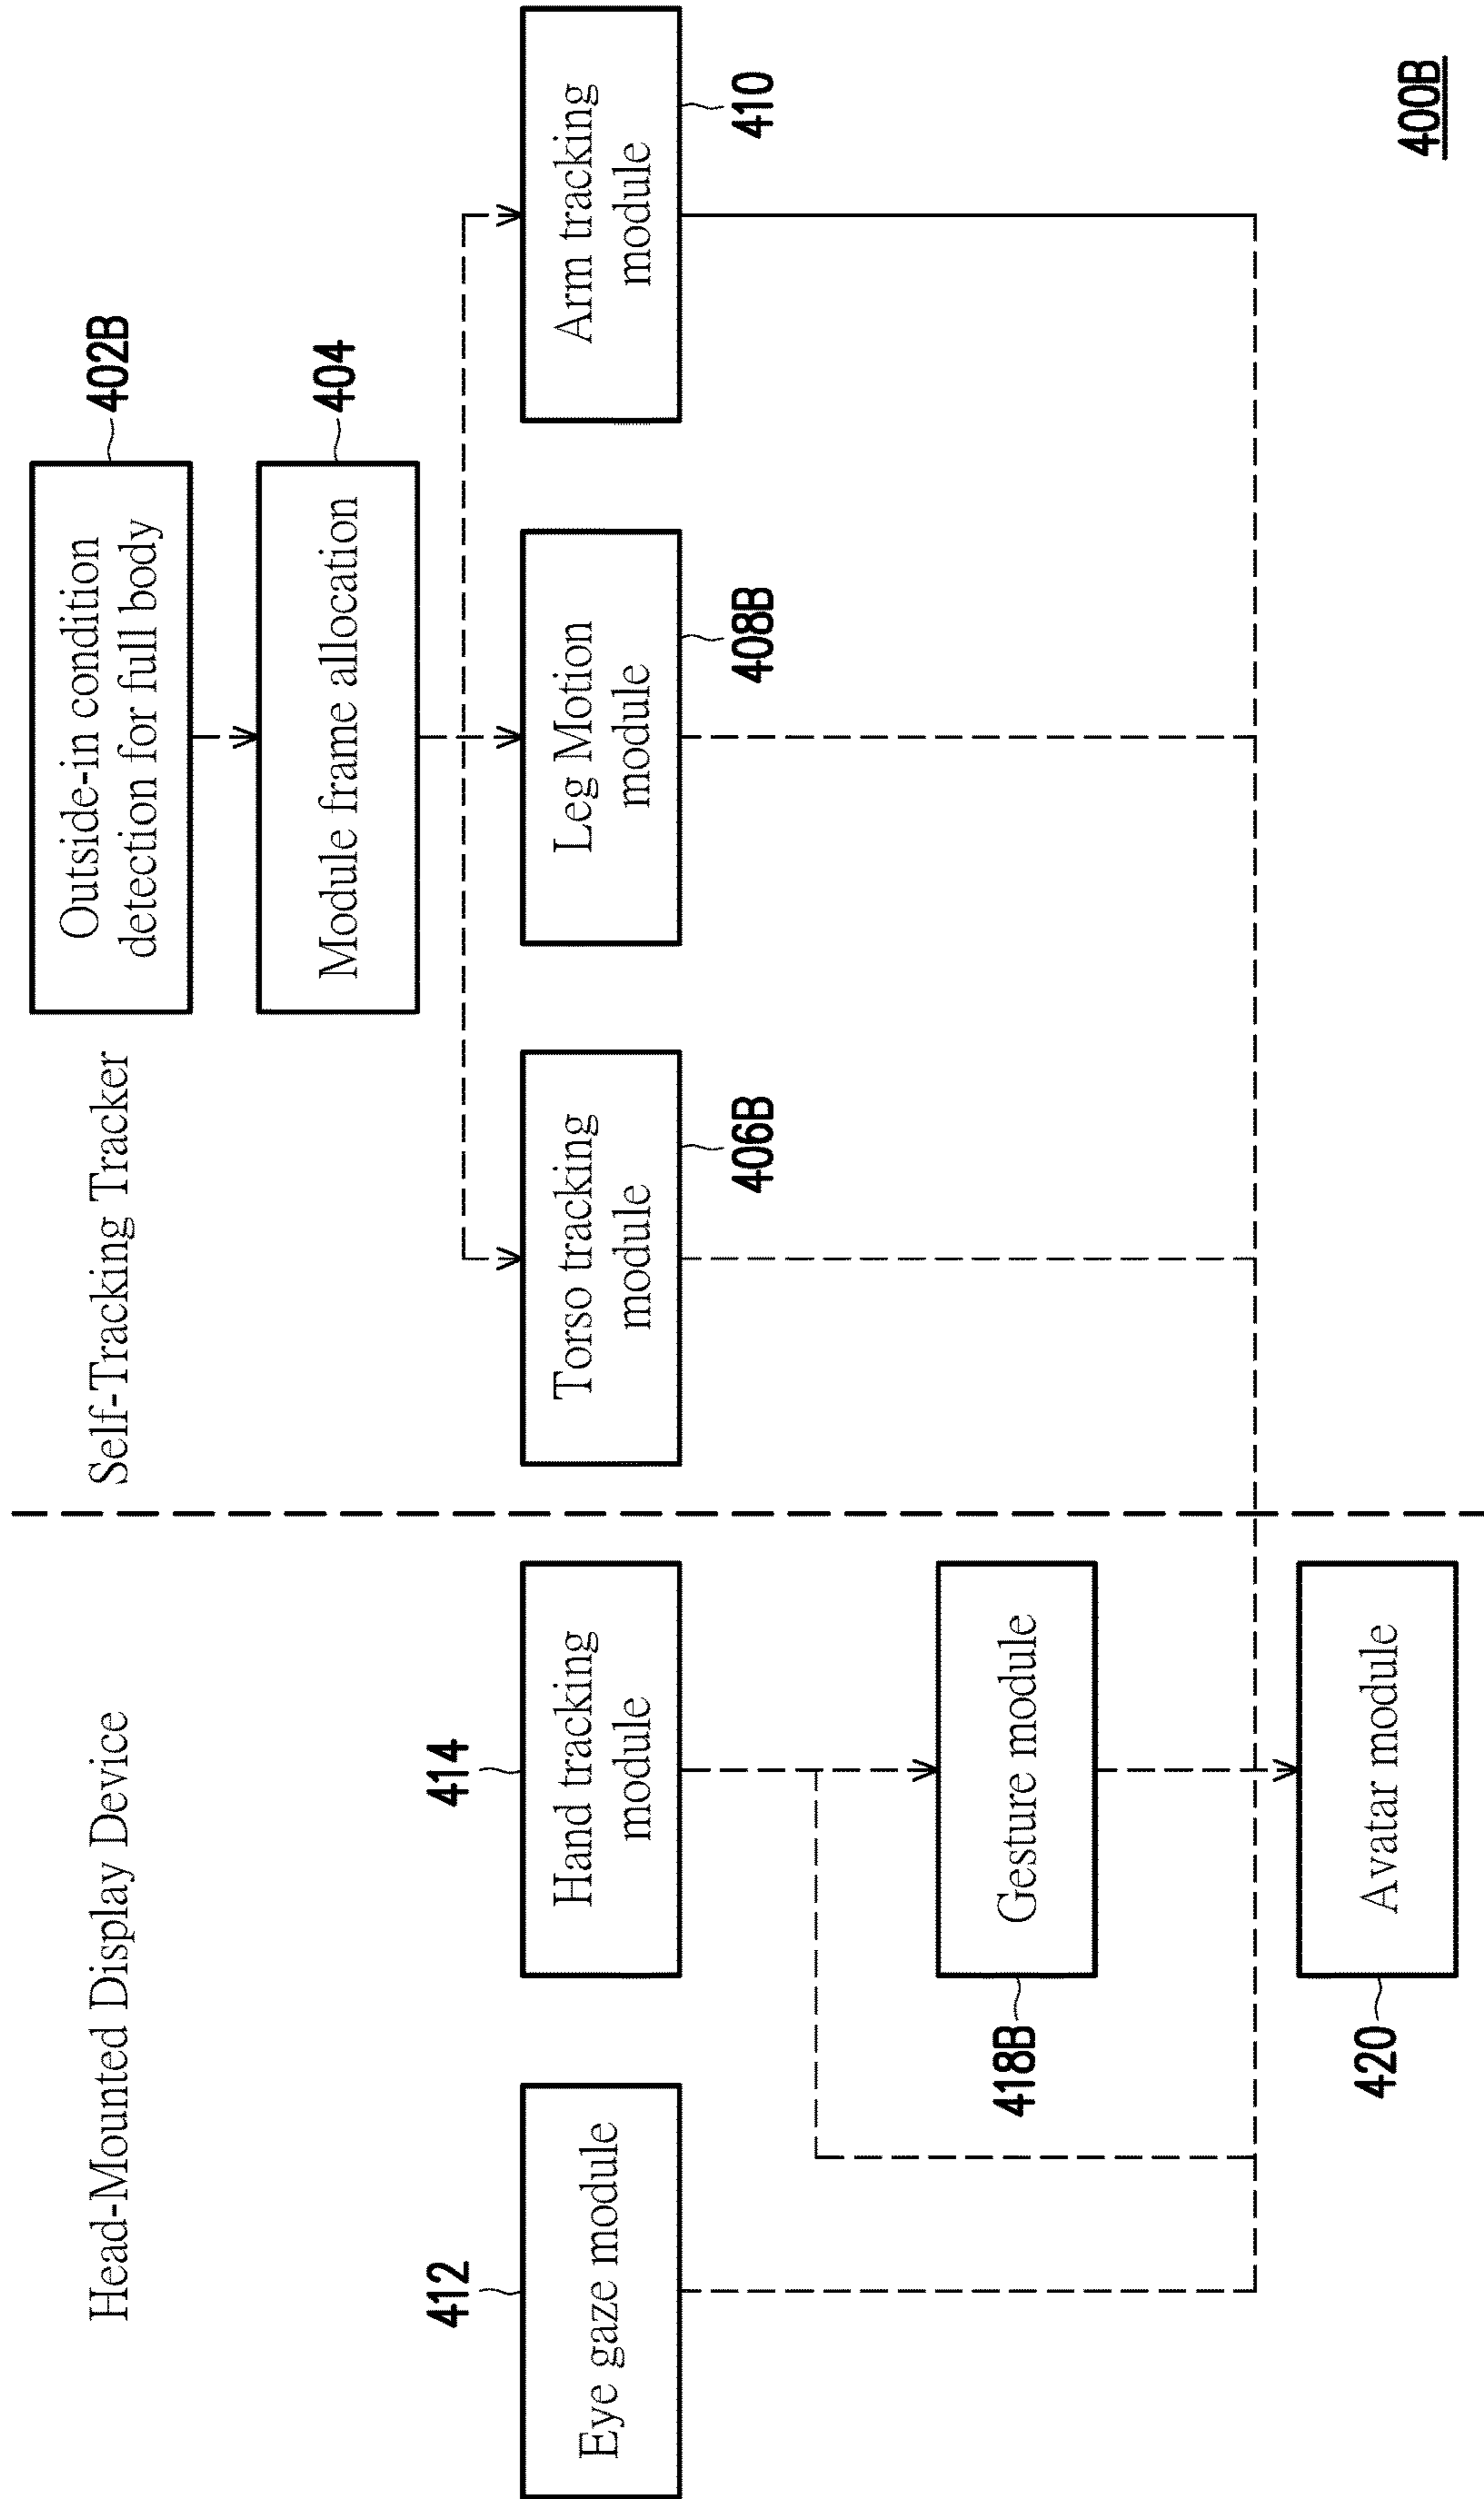 Head-Mounted Display Device
Self-Tracking Tracker
Outside-in condition
detection for full body
402B
Module frame allocation
404
412
Eye gaze module
414
Hand tracking
module
Torso tracking
module
406B
Leg Motion
module
408B
Arm tracking
module
410
418B
Gesture module
420
Avatar module
400B